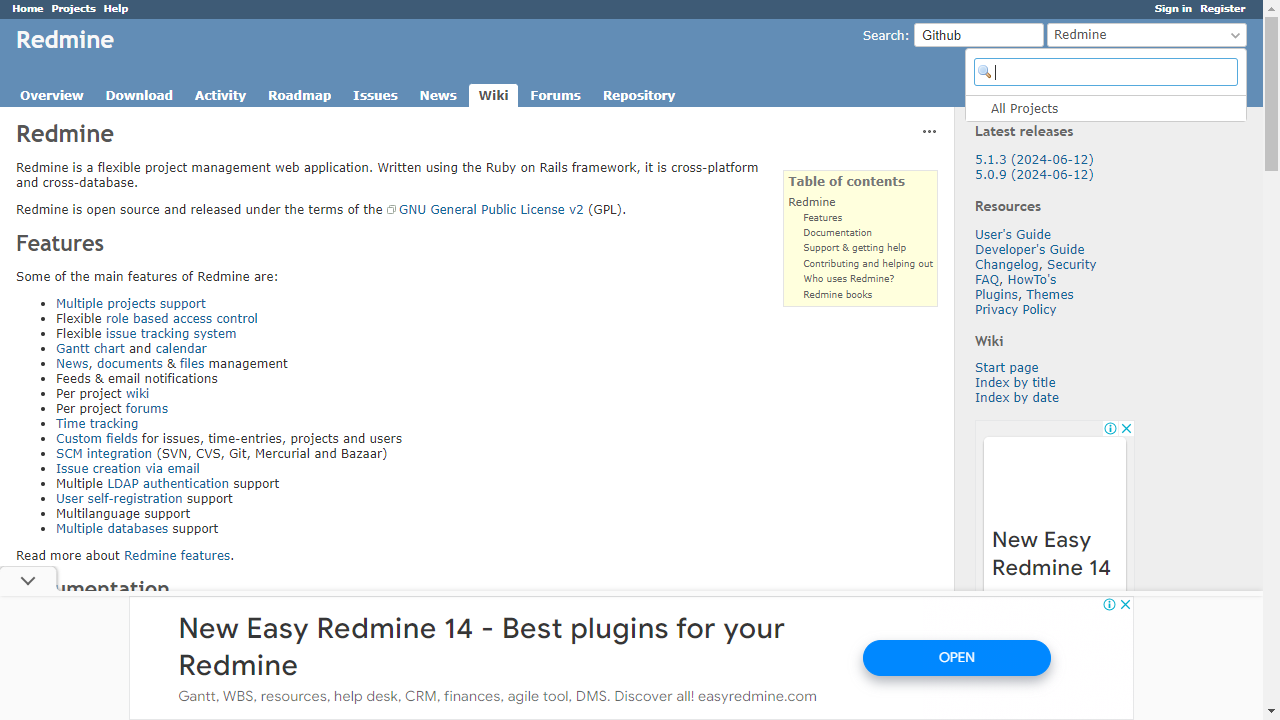 Home Projects Help Sign in Register
Redmine
Search: Github Redmine
All Projects
Overview Download Activity Roadmap Issues News Wiki Forums Repository
Redmine
Redmine is a flexible project management web application. Written using the Ruby on Rails framework, it is cross-platform
and cross-database.
Redmine is open source and released under the terms of the GNU General Public License v2 (GPL).
Table of contents
Redmine
Features
Documentation
Support & getting help
Contributing and helping out
Who uses Redmine?
Redmine books
Features
Some of the main features of Redmine are:
Multiple projects support
Flexible role based access control
Flexible issue tracking system
Gantt chart and calendar
News, documents & files management
Feeds & email notifications
Per project wiki
Per project forums
Time tracking
Custom fields for issues, time-entries, projects and users
SCM integration (SVN, CVS, Git, Mercurial and Bazaar)
Issue creation via email
Multiple LDAP authentication support
User self-registration support
Multilanguage support
Multiple databases support
Read more about Redmine features.
Latest releases
5.1.3 (2024-06-12)
5.0.9 (2024-06-12)
Resources
User's Guide
Developer's Guide
Changelog, Security
FAQ, HowTo's
Plugins, Themes
Privacy Policy
Wiki
Start page
Index by title
Index by date
New Easy
Redmine 14
New Easy Redmine 14 - Best plugins for your
Redmine
Gantt, WBS, resources, help desk, CRM, finances, agile tool, DMS. Discover all! easyredmine.com
OPEN